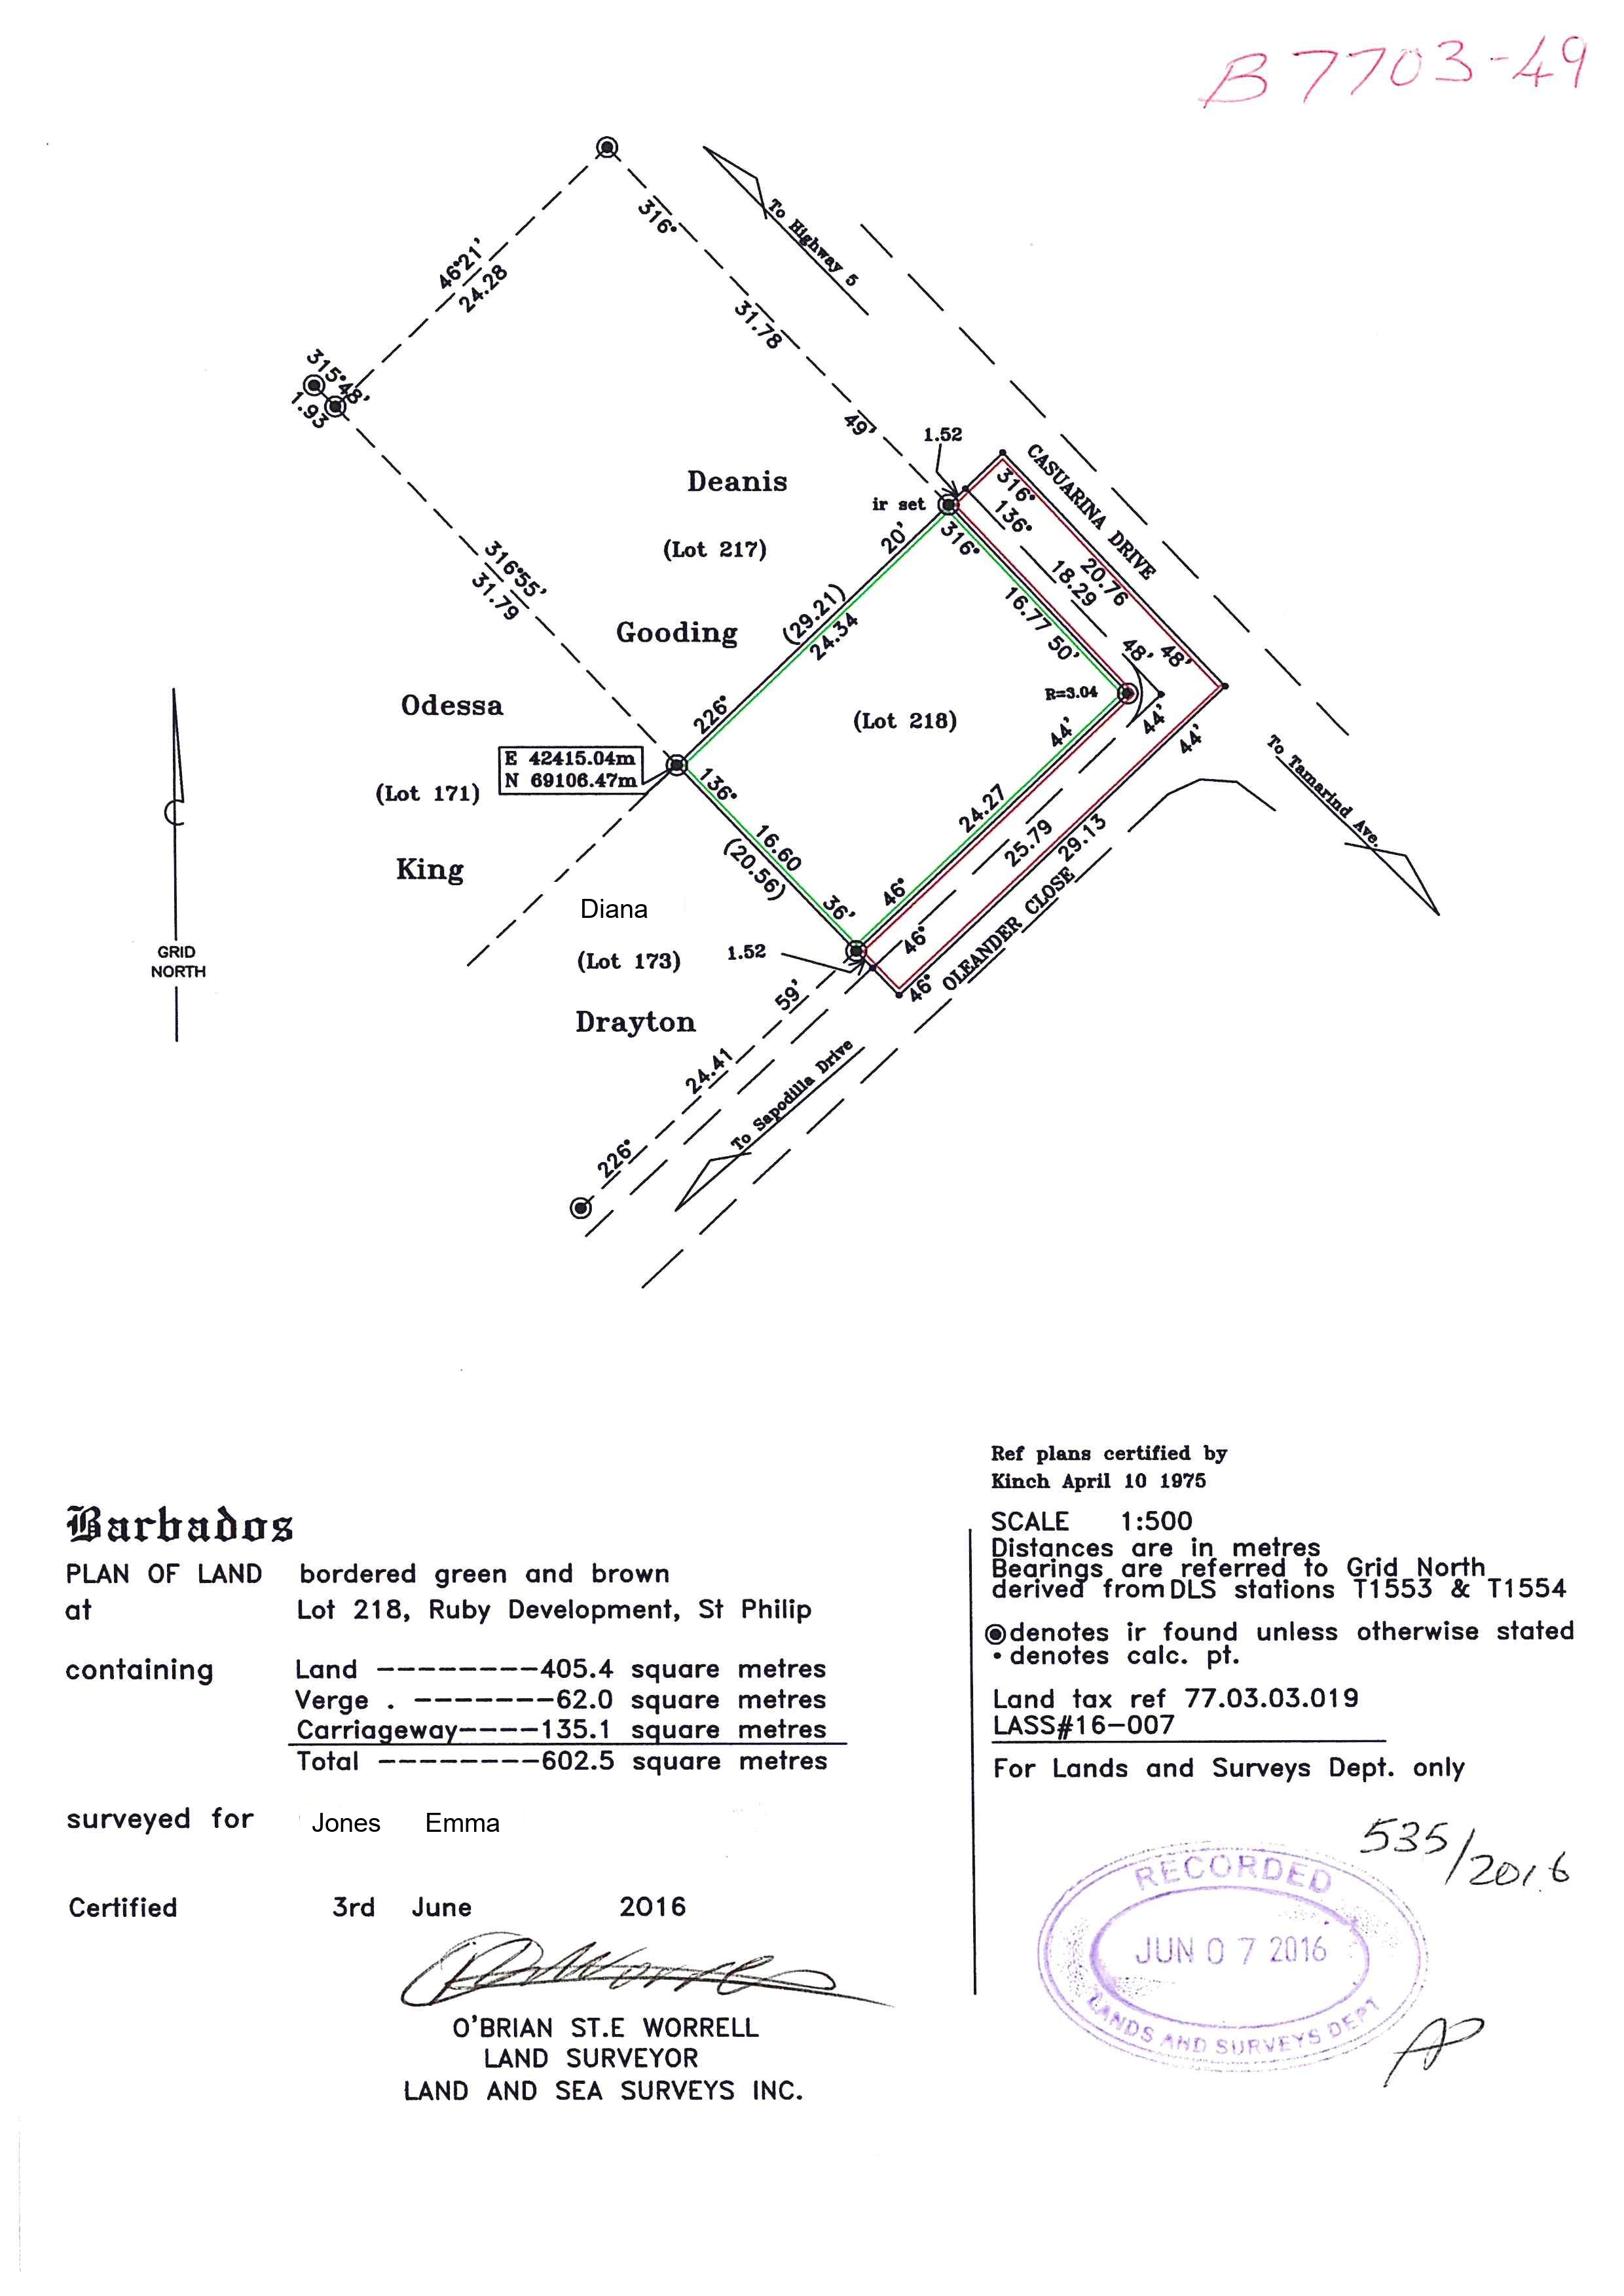 B7703-49
To Highway 5
316°
31.78
49'
46°21'
24.28
315°48'
1.93
316°55'
31.79
Deanis
(Lot 217)
Gooding
1.52
ir set
CASUARINA DRIVE
316°
20.76
48'
136°
18.29
48'
316°
16.77
50'
20'
(29.21)
24.34
226°
Odessa
(Lot 171)
King
E 42415.04m
N 69106.47m
(Lot 218)
R=3.04
44'
44'
44'
To Tamarind Ave.
136°
16.60
(20.56)
36'
24.27
46°
25.79
46°
29.13
46°
OLEANDER CLOSE
Diana
(Lot 173)
Drayton
1.52
59'
24.41
226°
To Sapodilla Drive
GRID
NORTH
Barbados
PLAN OF LAND bordered green and brown
at Lot 218, Ruby Development, St Philip
containing Land ---------405.4 square metres
Verge . --------62.0 square metres
Carriageway----135.1 square metres
Total ---------602.5 square metres
surveyed for Jones Emma
Certified 3rd June 2016
O'BRIAN ST.E WORRELL
LAND SURVEYOR
LAND AND SEA SURVEYS INC.
Ref plans certified by
Kinch April 10 1975
SCALE 1:500
Distances are in metres
Bearings are referred to Grid North
derived from DLS stations T1553 & T1554
denotes ir found unless otherwise stated
• denotes calc. pt.
Land tax ref 77.03.03.019
LASS#16-007
For Lands and Surveys Dept. only
535/2016
RECORDED
JUN 07 2016
LANDS AND SURVEYS DEPT
AP